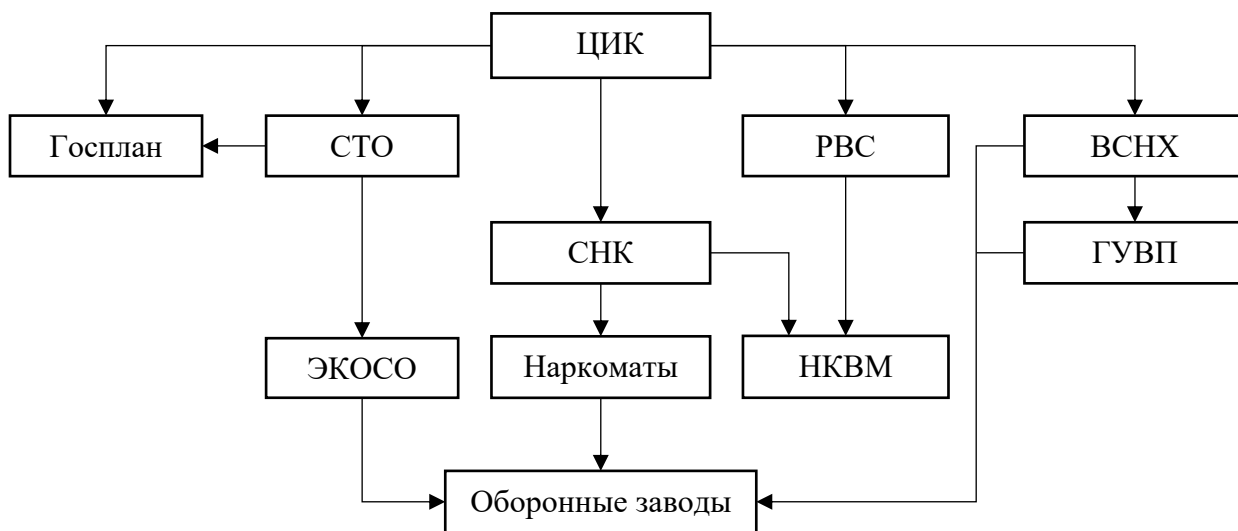 ЦИК
Госплан
СТО
РВС
ВСНХ
СНК
ГУВП
ЭКОСО
Наркоматы
НКВМ
Оборонные заводы